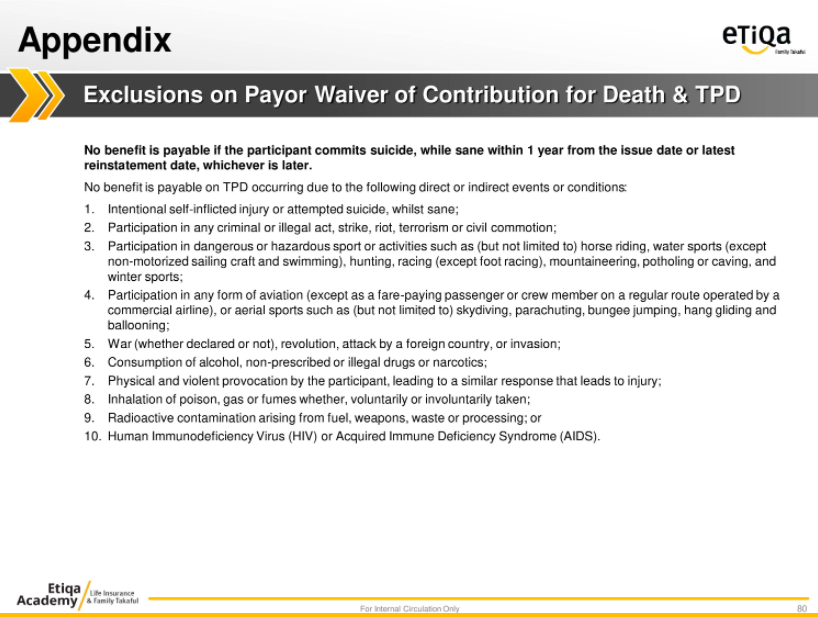 Appendix
eTiQa
Family Takaful
Exclusions on Payor Waiver of Contribution for Death & TPD
No benefit is payable if the participant commits suicide, while sane within 1 year from the issue date or latest
reinstatement date, whichever is later.
No benefit is payable on TPD occurring due to the following direct or indirect events or conditions:
1. Intentional self-inflicted injury or attempted suicide, whilst sane;
2. Participation in any criminal or illegal act, strike, riot, terrorism or civil commotion;
3. Participation in dangerous or hazardous sport or activities such as (but not limited to) horse riding, water sports (except
non-motorized sailing craft and swimming), hunting, racing (except foot racing), mountaineering, potholing or caving, and
winter sports;
4. Participation in any form of aviation (except as a fare-paying passenger or crew member on a regular route operated by a
commercial airline), or aerial sports such as (but not limited to) skydiving, parachuting, bungee jumping, hang gliding and
ballooning;
5. War (whether declared or not), revolution, attack by a foreign country, or invasion;
6. Consumption of alcohol, non-prescribed or illegal drugs or narcotics;
7. Physical and violent provocation by the participant, leading to a similar response that leads to injury;
8. Inhalation of poison, gas or fumes whether, voluntarily or involuntarily taken;
9. Radioactive contamination arising from fuel, weapons, waste or processing; or
10. Human Immunodeficiency Virus (HIV) or Acquired Immune Deficiency Syndrome (AIDS).
Etiqa
Academy
Life Insurance
& Family Takaful
For Internal Circulation Only
80